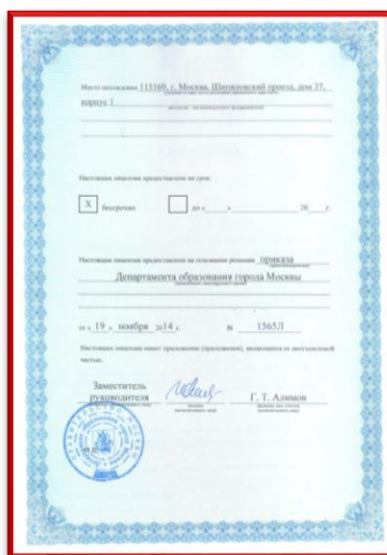 Место нахождения 115569, г. Москва, Шипиловский проезд, дом 37,
корпус 1
Настоящая лицензия предоставлена на срок:
X бессрочно до « » 20 г.
Настоящая лицензия предоставлена на основании решения приказа
Департамента образования города Москвы
от « 19 » ноября 2014 г. № 1565Л
Настоящая лицензия имеет приложение (приложения), являющееся ее неотъемлемой
частью.
Заместитель
руководителя Г. Т. Алимов